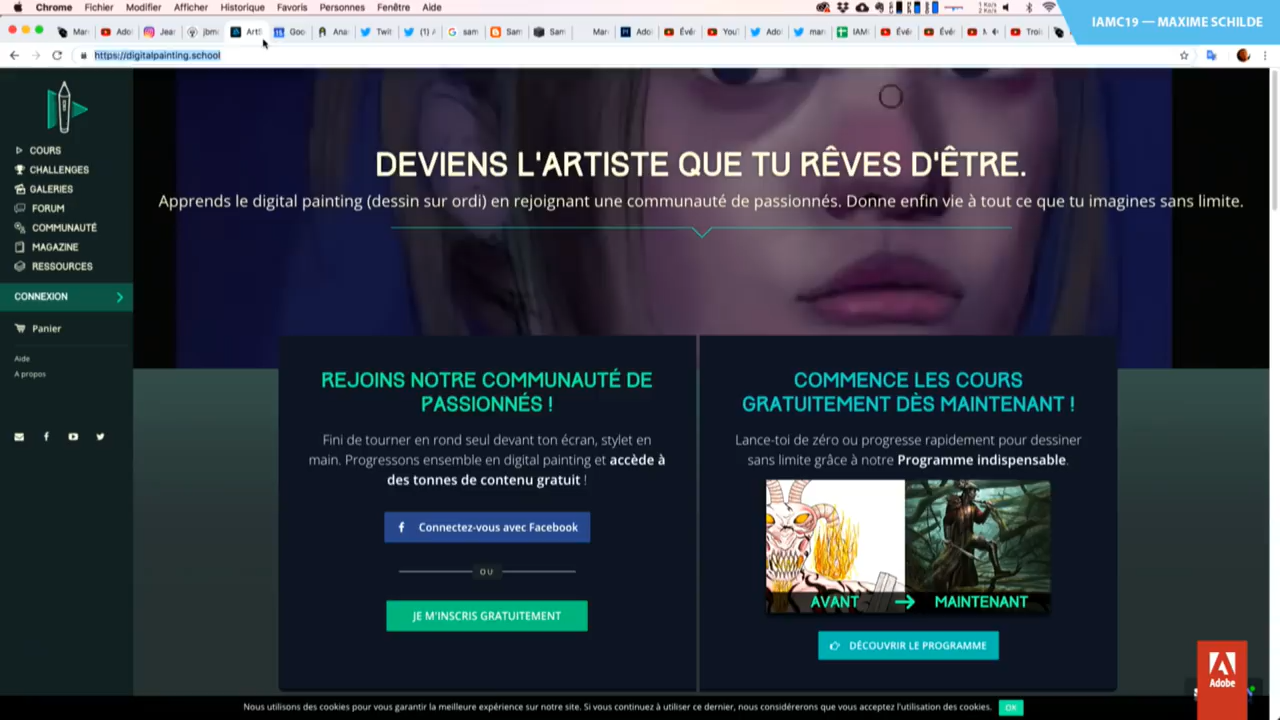 Chrome Fichier Modifier Afficher Historique Favoris Personnes Fenêtre Aide
IAMC19 — MAXIME SCHILDE
https://digitalpainting.school
COURS
CHALLENGES
GALERIES
FORUM
COMMUNAUTÉ
MAGAZINE
RESSOURCES
CONNEXION
Panier
Aide
A propos
DEVIENS L'ARTISTE QUE TU RÊVES D'ÊTRE.
Apprends le digital painting (dessin sur ordi) en rejoignant une communauté de passionnés. Donne enfin vie à tout ce que tu imagines sans limite.
REJOINS NOTRE COMMUNAUTÉ DE
PASSIONNÉS !
Fini de tourner en rond seul devant ton écran, stylet en
main. Progressons ensemble en digital painting et accède à
des tonnes de contenu gratuit !
Connectez-vous avec Facebook
OU
JE M'INSCRIS GRATUITEMENT
COMMENCE LES COURS
GRATUITEMENT DÈS MAINTENANT !
Lance-toi de zéro ou progresse rapidement pour dessiner
sans limite grâce à notre Programme indispensable.
AVANT MAINTENANT
DÉCOUVRIR LE PROGRAMME
Adobe
Nous utilisons des cookies pour vous garantir la meilleure expérience sur notre site. Si vous continuez à utiliser ce dernier, nous considérerons que vous acceptez l'utilisation des cookies. OK